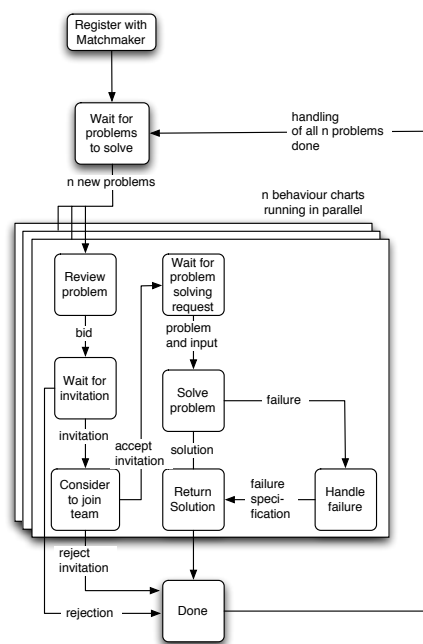 Register with
Matchmaker
Wait for
problems
to solve
handling
of all n problems
done
n new problems
n behaviour charts
running in parallel
Review
problem
Wait for
problem
solving
request
bid
problem
and input
Wait for
invitation
Solve
problem
failure
invitation
accept
invitation
solution
Consider
to join
team
Return
Solution
failure
speci-
fication
Handle
failure
reject
invitation
rejection
Done